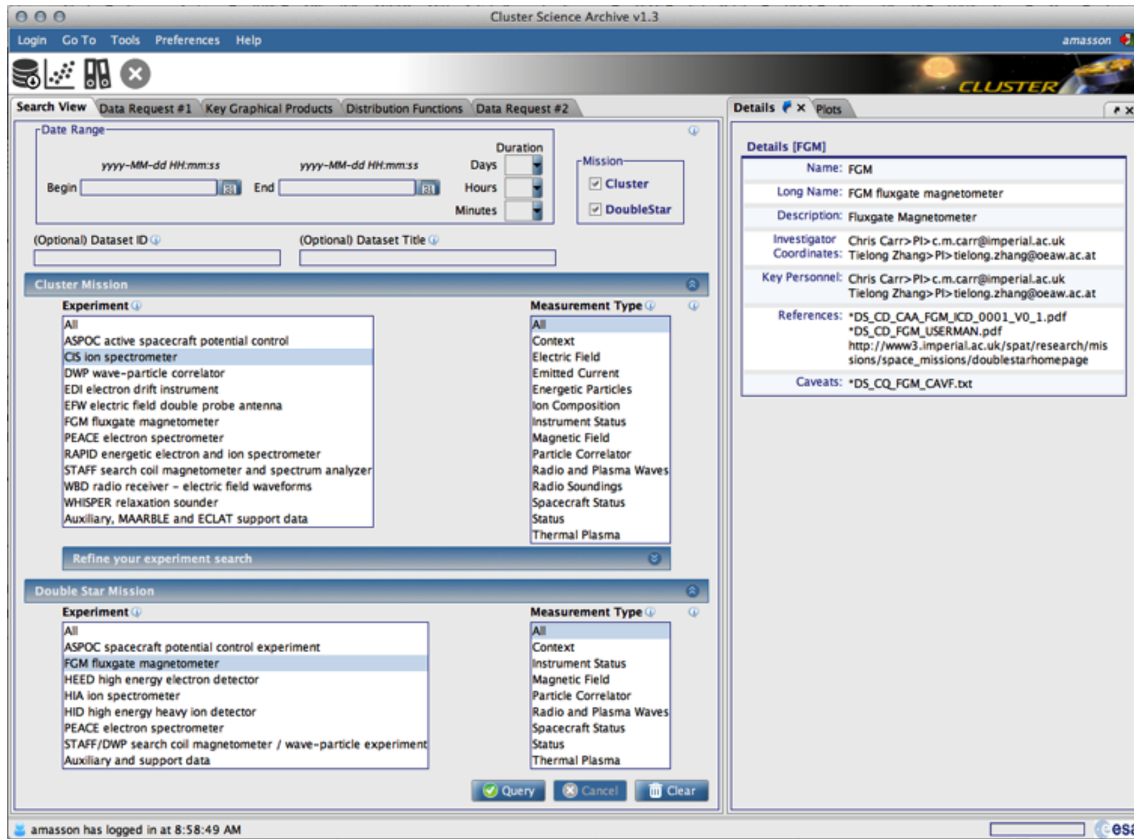 Cluster Science Archive v1.3
Login Go To Tools Preferences Help
amasson
CLUSTER
Search View Data Request #1 Key Graphical Products Distribution Functions Data Request #2
Date Range
yyyy-MM-dd HH:mm:ss yyyy-MM-dd HH:mm:ss
Duration
Days
Begin 31 End 31 Hours
Minutes
Mission
Cluster
DoubleStar
(Optional) Dataset ID (Optional) Dataset Title
Cluster Mission
Experiment
All
ASPOC active spacecraft potential control
CIS ion spectrometer
DWP wave-particle correlator
EDI electron drift instrument
EFW electric field double probe antenna
FGM fluxgate magnetometer
PEACE electron spectrometer
RAPID energetic electron and ion spectrometer
STAFF search coil magnetometer and spectrum analyzer
WBD radio receiver - electric field waveforms
WHISPER relaxation sounder
Auxiliary, MAARBLE and ECLAT support data
Measurement Type
All
Context
Electric Field
Emitted Current
Energetic Particles
Ion Composition
Instrument Status
Magnetic Field
Particle Correlator
Radio and Plasma Waves
Radio Soundings
Spacecraft Status
Status
Thermal Plasma
Refine your experiment search
Double Star Mission
Experiment
All
ASPOC spacecraft potential control experiment
FGM fluxgate magnetometer
HEED high energy electron detector
HIA ion spectrometer
HID high energy heavy ion detector
PEACE electron spectrometer
STAFF/DWP search coil magnetometer / wave-particle experiment
Auxiliary and support data
Measurement Type
All
Context
Instrument Status
Magnetic Field
Particle Correlator
Radio and Plasma Waves
Spacecraft Status
Status
Thermal Plasma
Query Cancel Clear
Details Plots
Details [FGM]
Name: FGM
Long Name: FGM fluxgate magnetometer
Description: Fluxgate Magnetometer
Investigator Chris Carr>PI>c.m.carr@imperial.ac.uk
Coordinates: Tielong Zhang>PI>tielong.zhang@oeaw.ac.at
Key Personnel: Chris Carr>PI>c.m.carr@imperial.ac.uk
Tielong Zhang>PI>tielong.zhang@oeaw.ac.at
References: *DS_CD_CAA_FGM_ICD_0001_V0_1.pdf
*DS_CD_FGM_USERMAN.pdf
http://www3.imperial.ac.uk/spat/research/mis
sions/space_missions/doublestarhomepage
Caveats: *DS_CQ_FGM_CAVF.txt
amasson has logged in at 8:58:49 AM
esa